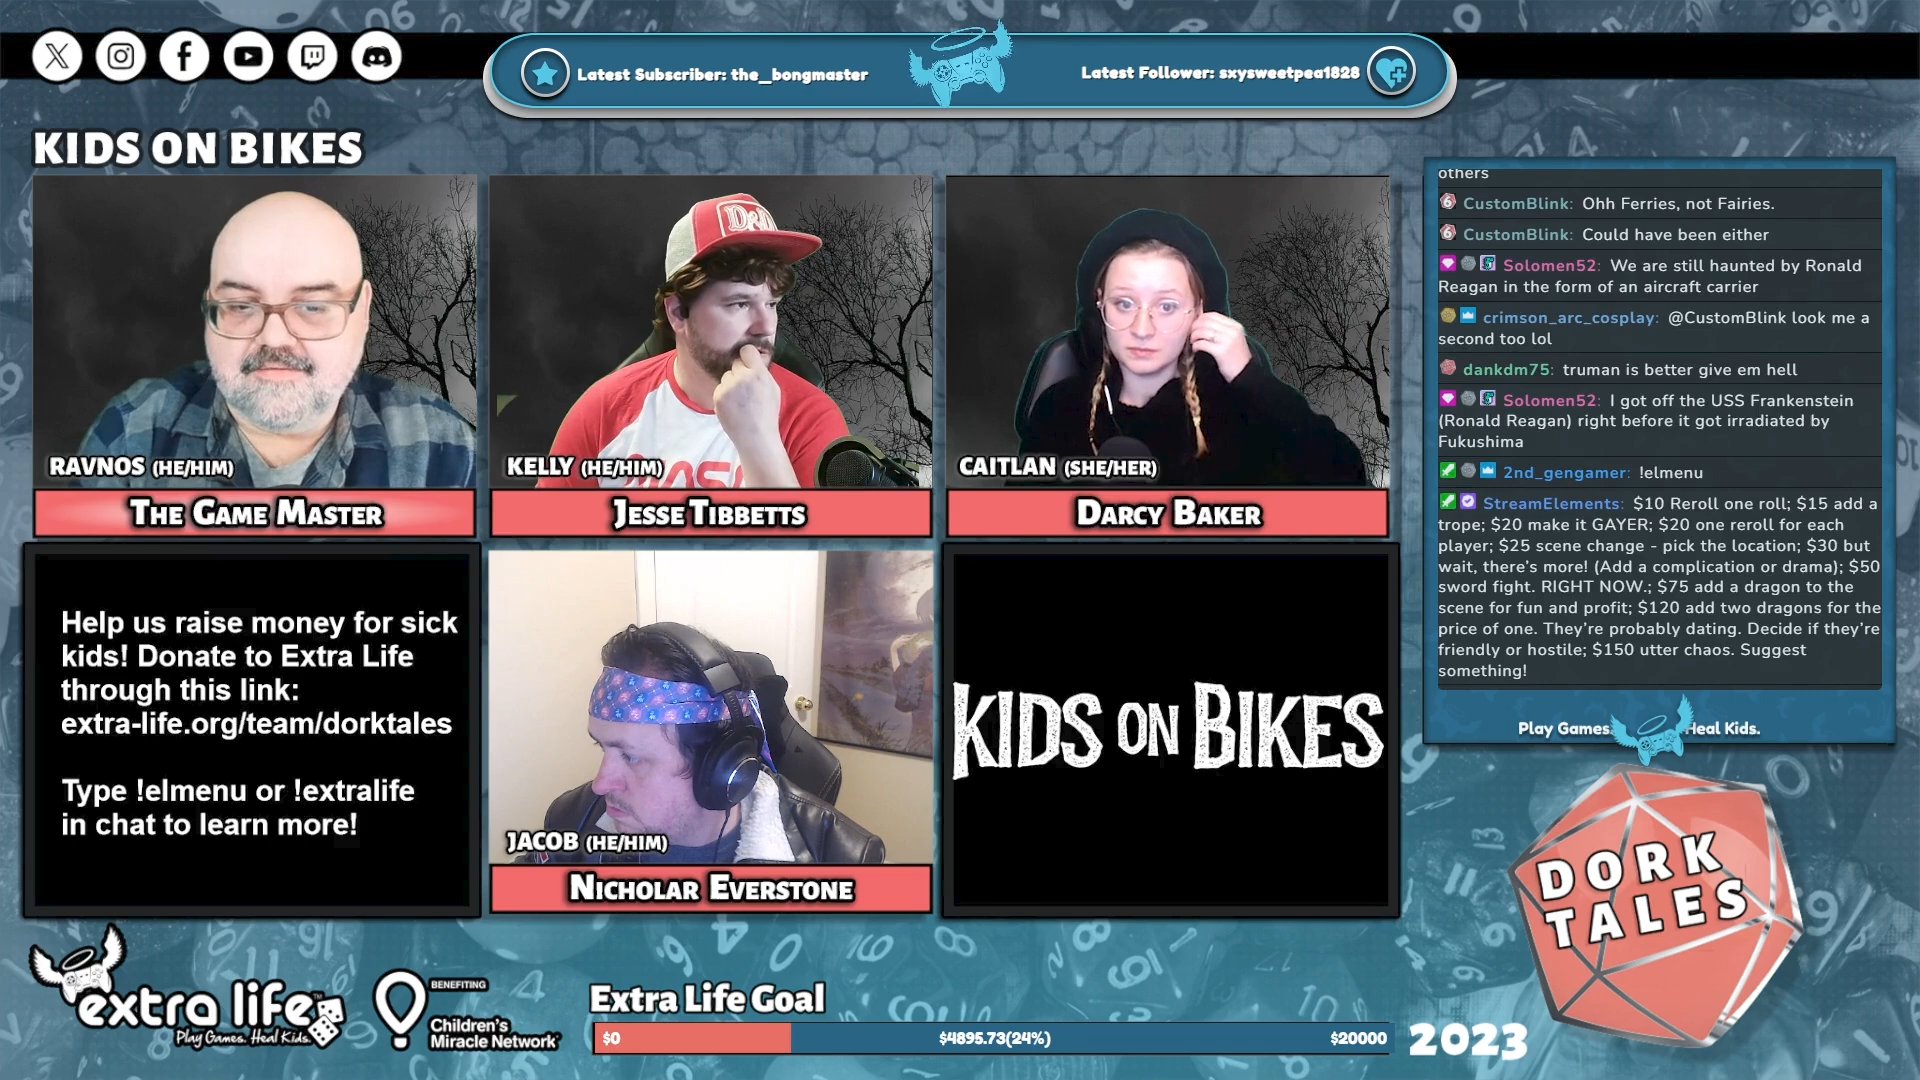 Latest Subscriber: the_bongmaster
Latest Follower: sxysweetpea1828
KIDS ON BIKES
RAVNOS (HE/HIM)
THE GAME MASTER
KELLY (HE/HIM)
JESSE TIBBETTS
CAITLAN (SHE/HER)
DARCY BAKER
Help us raise money for sick
kids! Donate to Extra Life
through this link:
extra-life.org/team/dorktales
Type !elmenu or !extralife
in chat to learn more!
JACOB (HE/HIM)
NICHOLAR EVERSTONE
KIDS ON BIKES
others
CustomBlink: Ohh Ferries, not Fairies.
CustomBlink: Could have been either
Solomen52: We are still haunted by Ronald
Reagan in the form of an aircraft carrier
crimson_arc_cosplay: @CustomBlink look me a
second too lol
dankdm75: truman is better give em hell
Solomen52: I got off the USS Frankenstein
(Ronald Reagan) right before it got irradiated by
Fukushima
2nd_gengamer: !elmenu
StreamElements: $10 Reroll one roll; $15 add a
trope; $20 make it GAYER; $20 one reroll for each
player; $25 scene change - pick the location; $30 but
wait, there's more! (Add a complication or drama); $50
sword fight. RIGHT NOW.; $75 add a dragon to the
scene for fun and profit; $120 add two dragons for the
price of one. They're probably dating. Decide if they're
friendly or hostile; $150 utter chaos. Suggest
something!
Play Games. Heal Kids.
DORK
TALES
extra life
Play Games. Heal Kids.
BENEFITING
Children's
Miracle Network
Extra Life Goal
$0 $4895.73(24%) $20000
2023